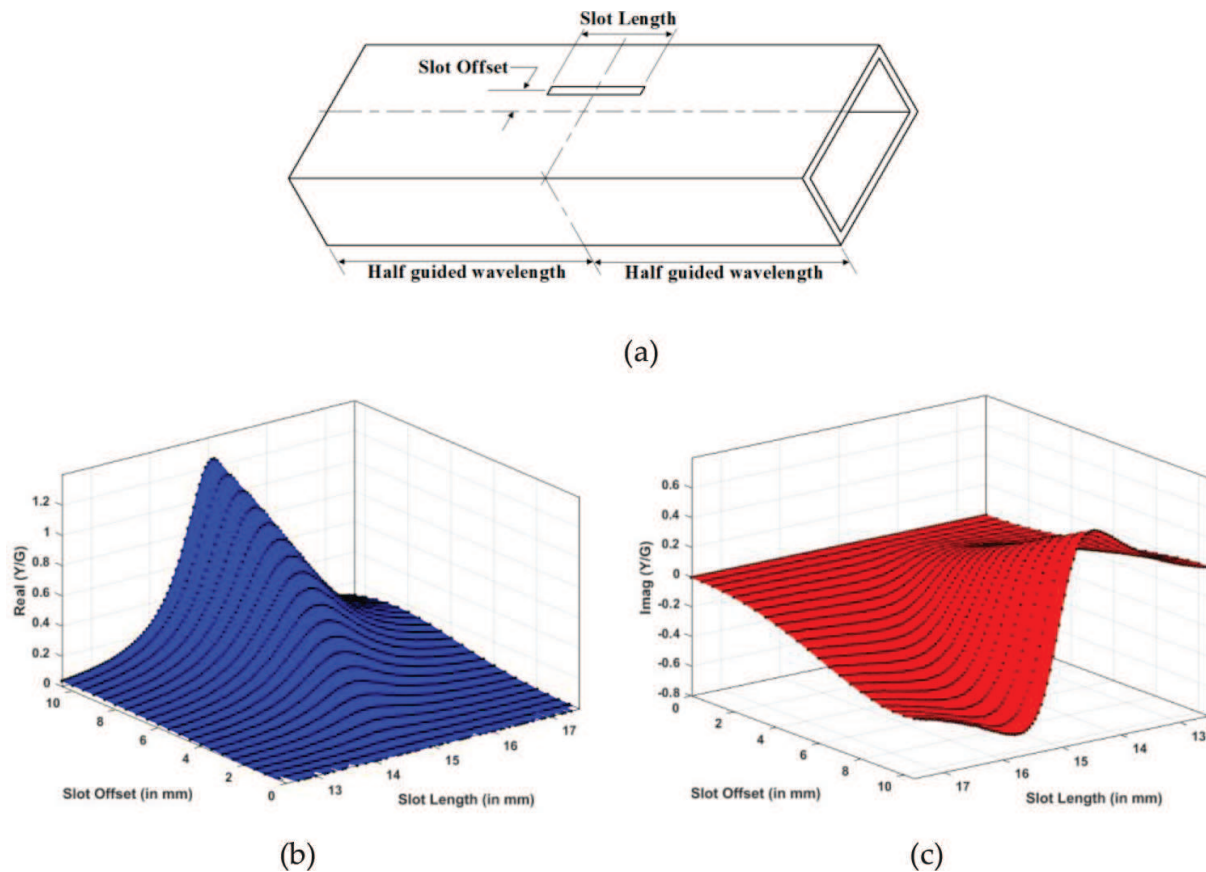 Slot Length
Slot Offset
Half guided wavelength
Half guided wavelength
(a)
1.2
1
0.8
0.6
0.4
0.2
0
Real (Y/G)
10
8
6
4
2
0
Slot Offset (in mm)
13
14
15
16
17
Slot Length (in mm)
(b)
0.6
0.4
0.2
0
-0.2
-0.4
-0.6
-0.8
Imag (Y/G)
0
2
4
6
8
10
Slot Offset (in mm)
17
16
15
14
13
Slot Length (in mm)
(c)